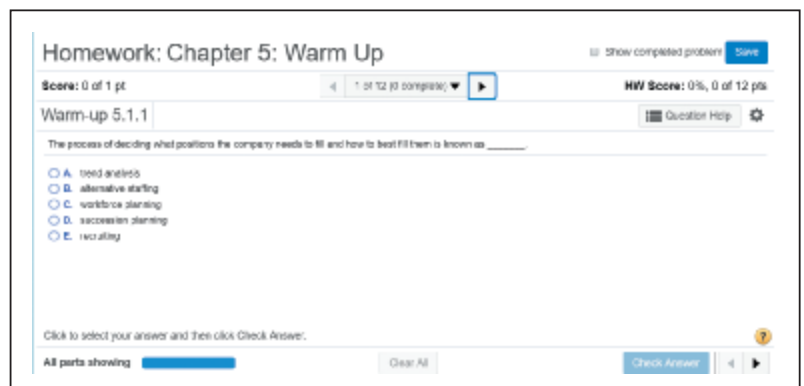 Homework: Chapter 5: Warm Up
Show completed problem Save
Score: 0 of 1 pt
1 of 12 (0 complete)
HW Score: 0%, 0 of 12 pts
Warm-up 5.1.1
Question Help
The process of deciding what positions the company needs to fill and how to best fill them is known as ______.
A. trend analysis
B. alternative staffing
C. workforce planning
D. succession planning
E. recruiting
Click to select your answer and then click Check Answer.
?
All parts showing
Clear All
Check Answer